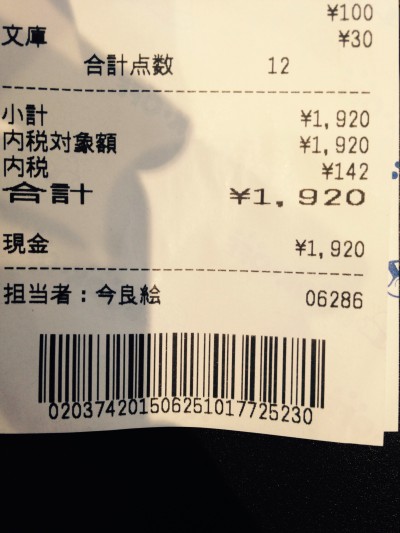 ¥100
文庫 ¥30
合計点数 12
小計 ¥1,920
内税対象額 ¥1,920
内税 ¥142
合計 ¥1,920
現金 ¥1,920
担当者：今良絵 06286
020374201506251017725230